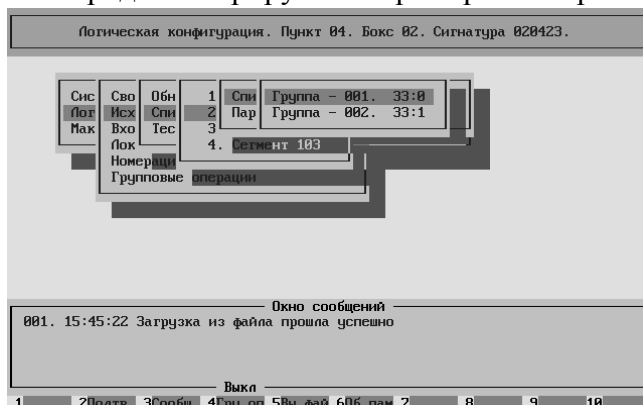 Логическая конфигурация. Пункт 04. Бокс 02. Сигнатура 020423.
Сис Сво Обн 1 Спи Группа - 001. 33:0
Лог Исх Спи 2 Пар Группа - 002. 33:1
Мак Вхо Тес 3
Лок 4. Сегмент 103
Нумерации
Групповые операции
Окно сообщений
001. 15:45:22 Загрузка из файла прошла успешно
Выкл
1 2Подтв 3Сообщ 4Гру оп 5Вы фай 6Об пам 7 8 9 10